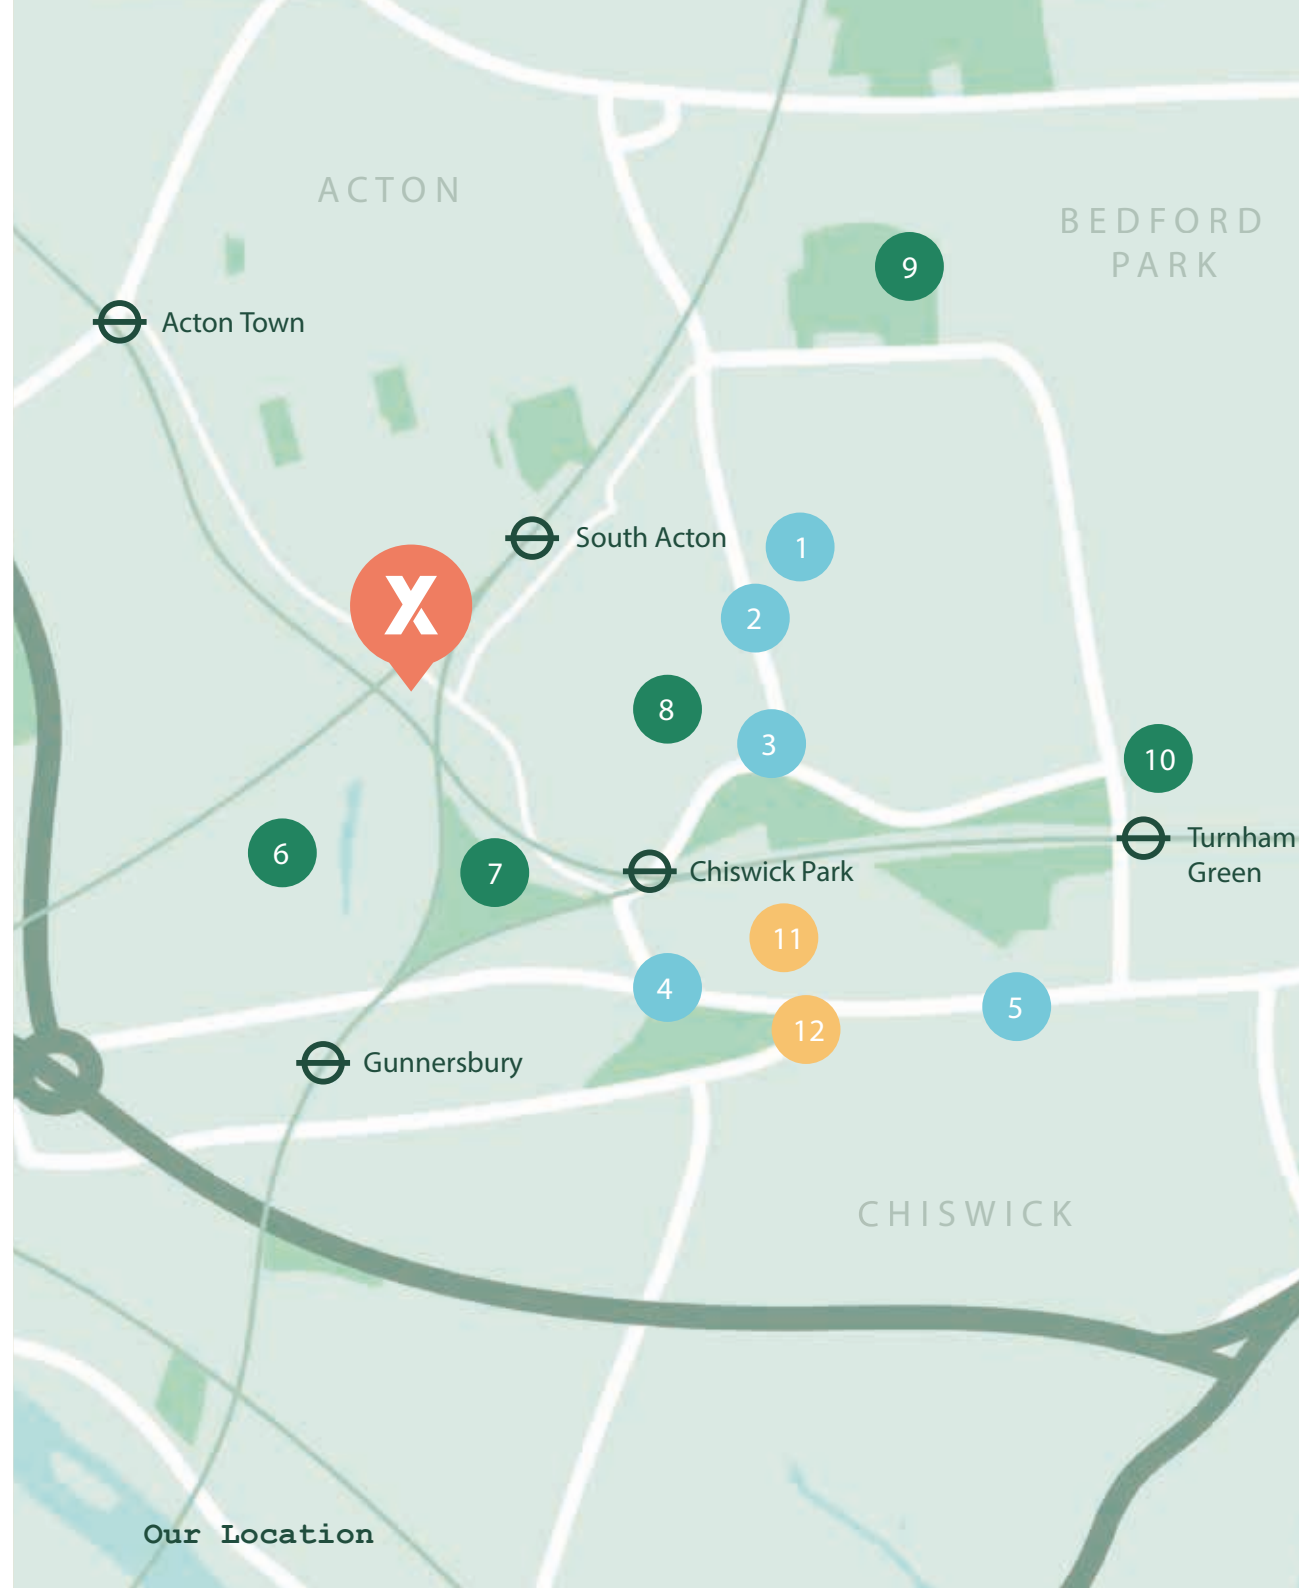 ACTON
BEDFORD
PARK
9
Acton Town
South Acton
1
X
2
8
3
10
Turnham
Green
6
7
Chiswick Park
11
4
5
12
Gunnersbury
CHISWICK
Our Location